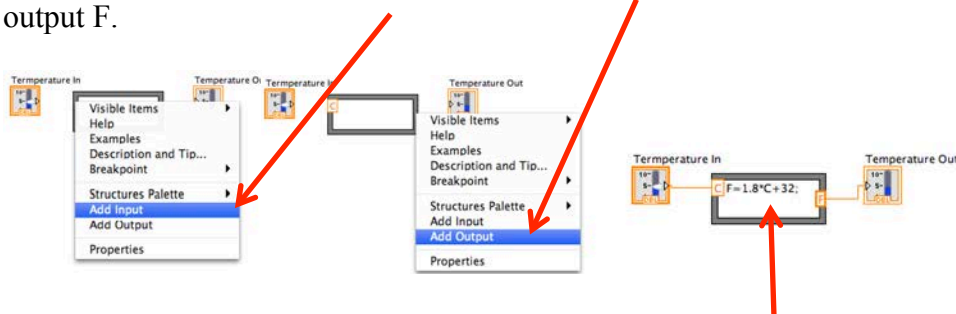 output F.
Termperature In
Temperature O
Visible Items
Help
Examples
Description and Tip...
Breakpoint
Structures Palette
Add Input
Add Output
Properties
Termperature I
C
Temperature Out
Visible Items
Help
Examples
Description and Tip...
Breakpoint
Structures Palette
Add Input
Add Output
Properties
Termperature In
C
F=1.8*C+32;
F
Temperature Out